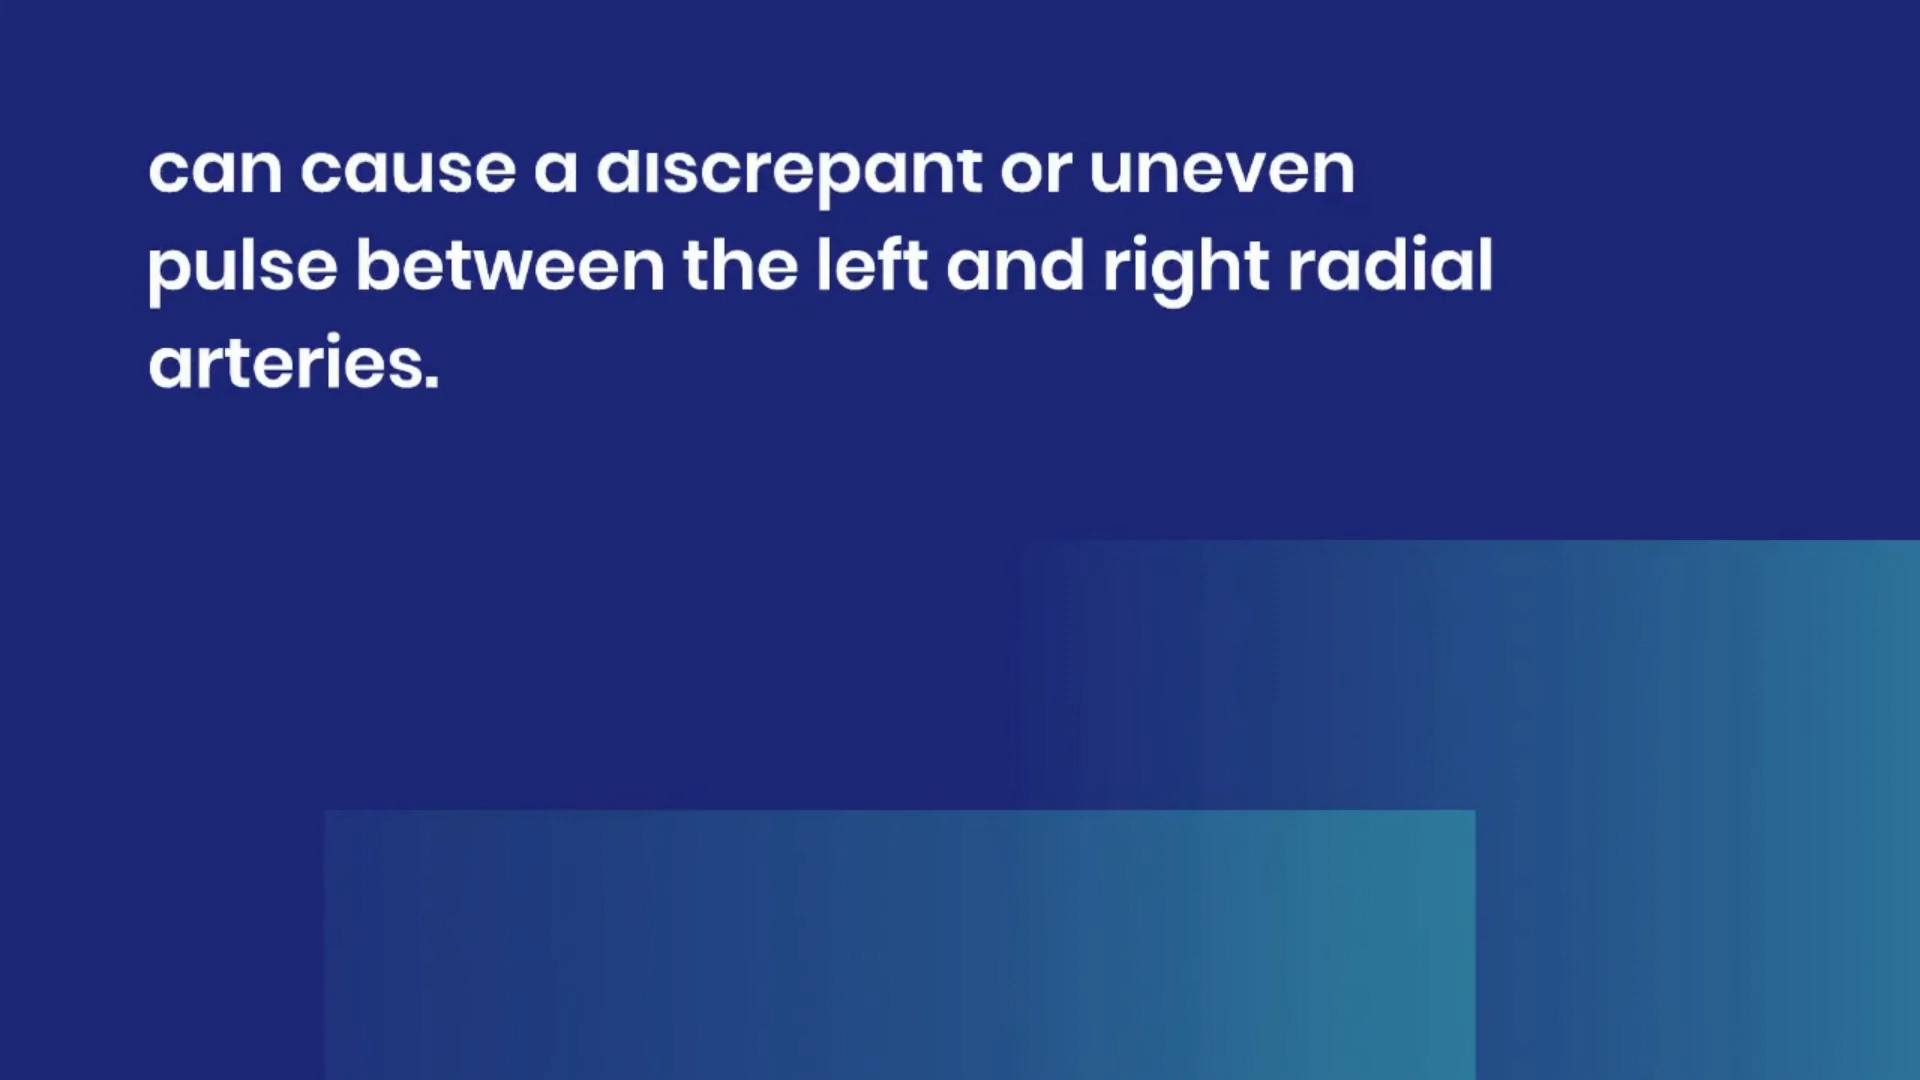 can cause a discrepant or uneven
pulse between the left and right radial
arteries.